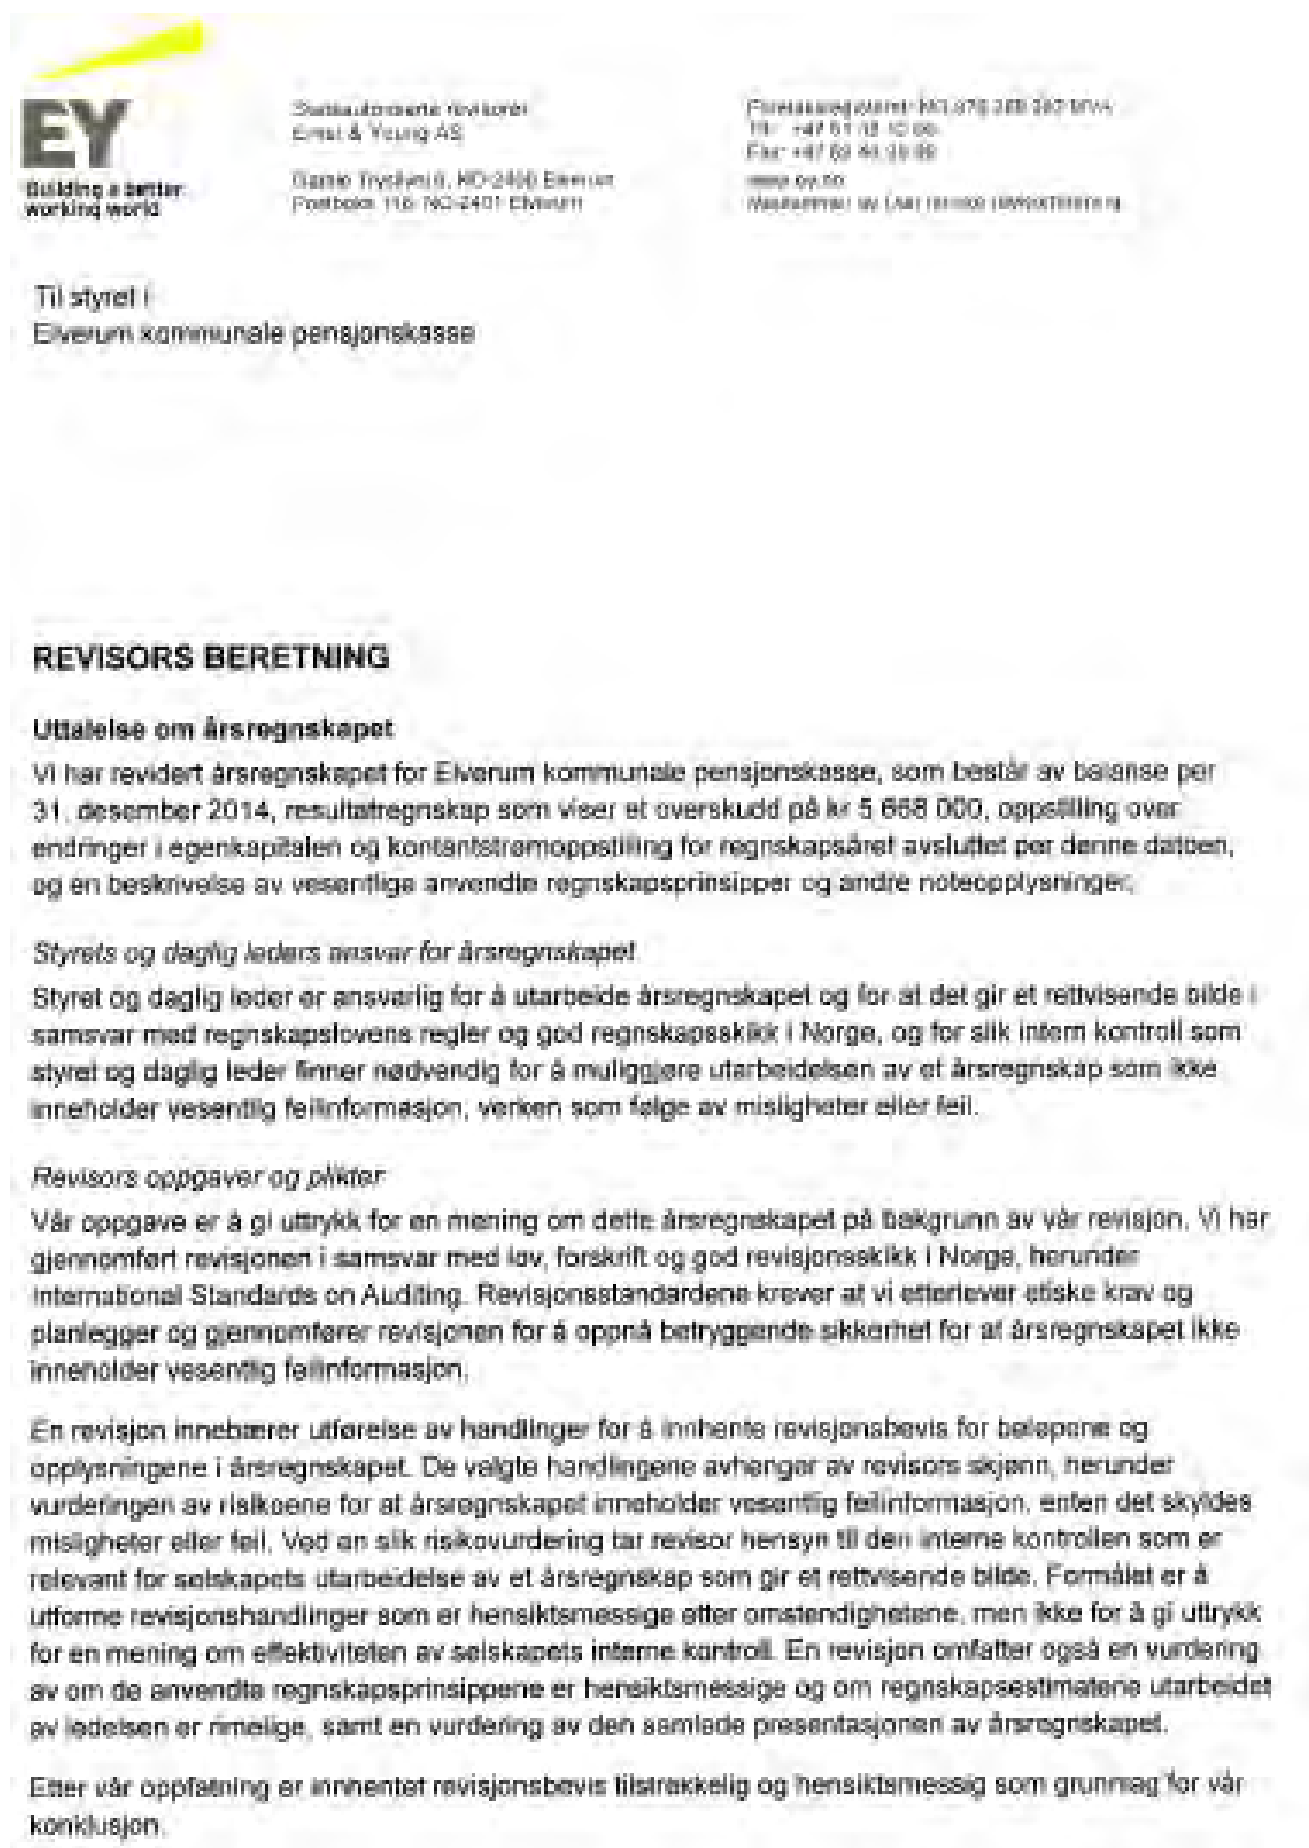 EY
Building a better
working world
Statsautoriserte revisorer
Ernst & Young AS
NO-2406 Elverum
Postboks 116, NO-2401 Elverum
Foretaksregisteret:
www.ey.no
Medlemmer av
Til styret i
Elverum kommunale pensjonskasse
REVISORS BERETNING
Uttalelse om årsregnskapet
Vi har revidert årsregnskapet for Elverum kommunale pensjonskasse, som består av balanse per
31. desember 2014, resultatregnskap som viser et overskudd på kr 000, oppstilling over
endringer i egenkapitalen og kontantstrømoppstilling for regnskapsåret avsluttet per denne datoen,
og en beskrivelse av vesentlige anvendte regnskapsprinsipper og andre noteopplysninger.
Styrets og daglig leders ansvar for årsregnskapet
Styret og daglig leder er ansvarlig for å utarbeide årsregnskapet og for at det gir et rettvisende bilde i
samsvar med regnskapslovens regler og god regnskapsskikk i Norge, og for slik intern kontroll som
styret og daglig leder finner nødvendig for å muliggjøre utarbeidelsen av et årsregnskap som ikke
inneholder vesentlig feilinformasjon, verken som følge av misligheter eller feil.
Revisors oppgaver og plikter
Vår oppgave er å gi uttrykk for en mening om dette årsregnskapet på bakgrunn av vår revisjon. Vi har
gjennomført revisjonen i samsvar med lov, forskrift og god revisjonsskikk i Norge, herunder
International Standards on Auditing. Revisjonsstandardene krever at vi etterlever etiske krav og
planlegger og gjennomfører revisjonen for å oppnå betryggende sikkerhet for at årsregnskapet ikke
inneholder vesentlig feilinformasjon.
En revisjon innebærer utførelse av handlinger for å innhente revisjonsbevis for beløpene og
opplysningene i årsregnskapet. De valgte handlingene avhenger av revisors skjønn, herunder
vurderingen av risikoene for at årsregnskapet inneholder vesentlig feilinformasjon, enten det skyldes
misligheter eller feil. Ved en slik risikovurdering tar revisor hensyn til den interne kontrollen som er
relevant for selskapets utarbeidelse av et årsregnskap som gir et rettvisende bilde. Formålet er å
utforme revisjonshandlinger som er hensiktsmessige etter omstendighetene, men ikke for å gi uttrykk
for en mening om effektiviteten av selskapets interne kontroll. En revisjon omfatter også en vurdering
av om de anvendte regnskapsprinsippene er hensiktsmessige og om regnskapsestimatene utarbeidet
av ledelsen er rimelige, samt en vurdering av den samlede presentasjonen av årsregnskapet.
Etter vår oppfatning er innhentet revisjonsbevis tilstrekkelig og hensiktsmessig som grunnlag for vår
konklusjon.